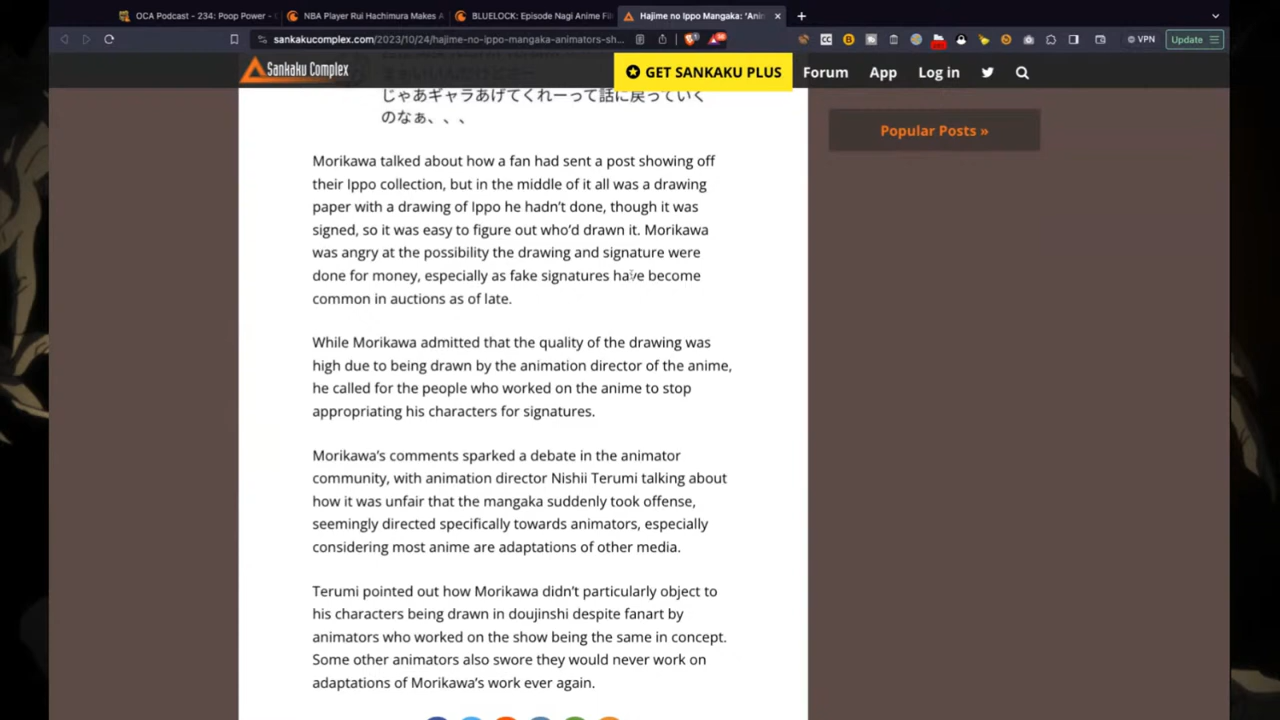 OCA Podcast - 234: Poop Power -
NBA Player Rui Hachimura Makes A
BLUELOCK: Episode Nagi Anime Fil
Hajime no Ippo Mangaka: 'Anim
sankakucomplex.com/2023/10/24/hajime-no-ippo-mangaka-animators-sh...
VPN
Update
Sankaku Complex
GET SANKAKU PLUS
Forum
App
Log in
じゃあギャラあげてくれーって話に戻っていく
のなぁ、、、
Popular Posts »
Morikawa talked about how a fan had sent a post showing off
their Ippo collection, but in the middle of it all was a drawing
paper with a drawing of Ippo he hadn't done, though it was
signed, so it was easy to figure out who'd drawn it. Morikawa
was angry at the possibility the drawing and signature were
done for money, especially as fake signatures have become
common in auctions as of late.
While Morikawa admitted that the quality of the drawing was
high due to being drawn by the animation director of the anime,
he called for the people who worked on the anime to stop
appropriating his characters for signatures.
Morikawa's comments sparked a debate in the animator
community, with animation director Nishii Terumi talking about
how it was unfair that the mangaka suddenly took offense,
seemingly directed specifically towards animators, especially
considering most anime are adaptations of other media.
Terumi pointed out how Morikawa didn't particularly object to
his characters being drawn in doujinshi despite fanart by
animators who worked on the show being the same in concept.
Some other animators also swore they would never work on
adaptations of Morikawa's work ever again.